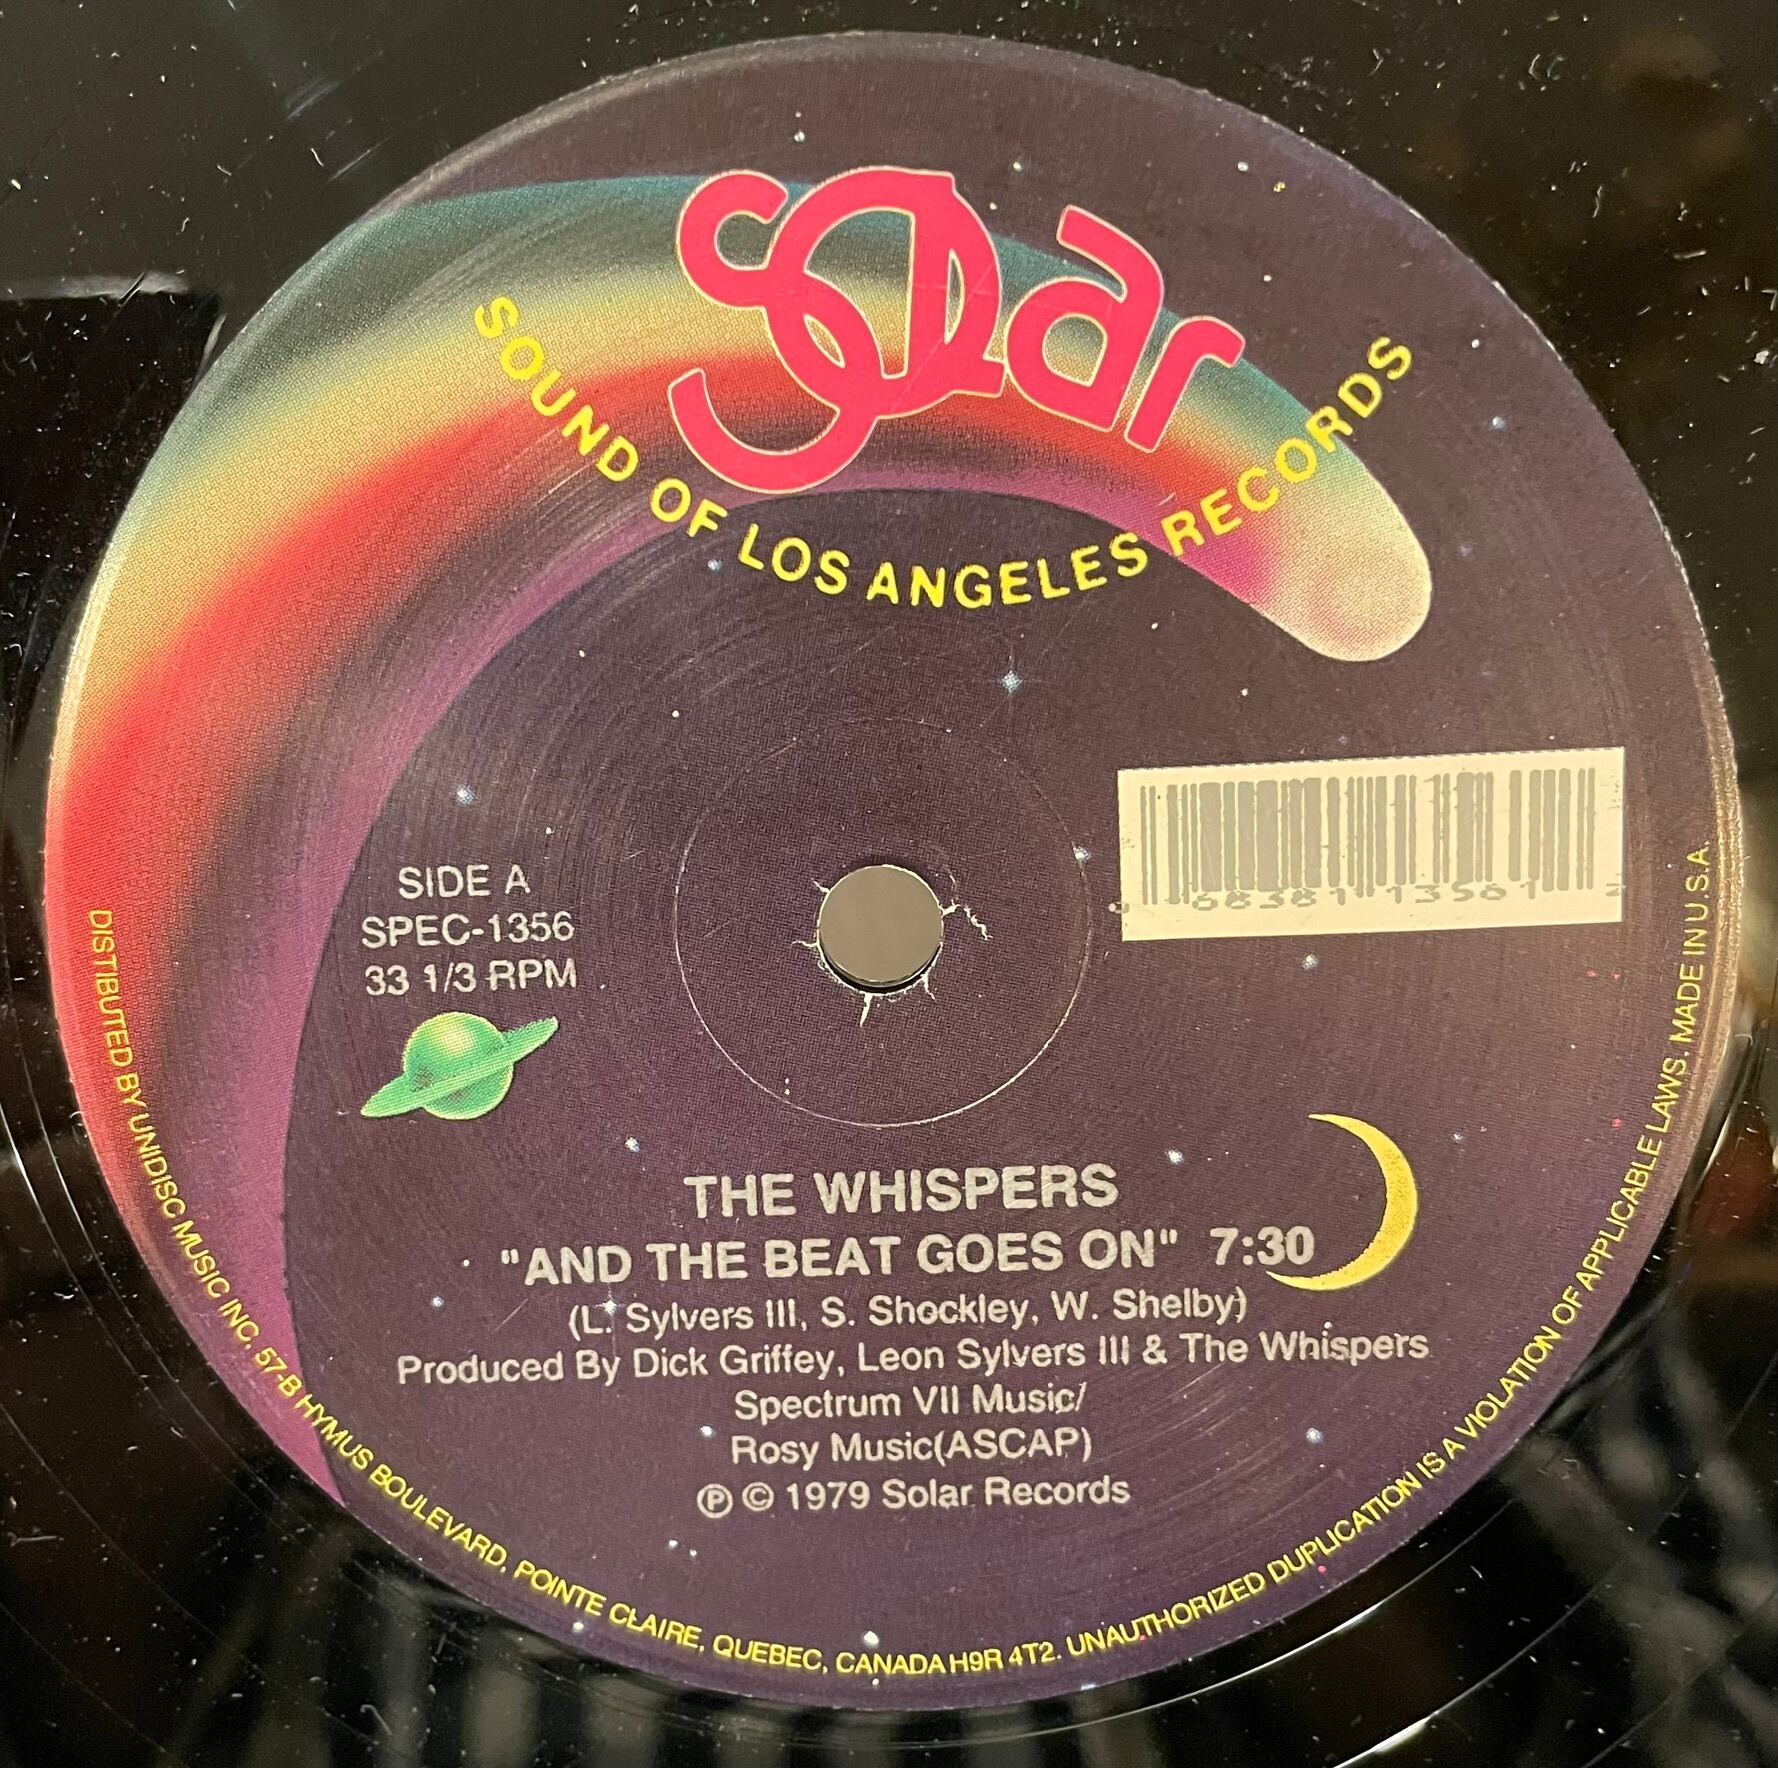 solar
SOUND OF LOS ANGELES RECORDS
SIDE A
SPEC-1356
33 1/3 RPM
68381 13561
THE WHISPERS
"AND THE BEAT GOES ON" 7:30
(L. Sylvers III, S. Shockley, W. Shelby)
Produced By Dick Griffey, Leon Sylvers III & The Whispers
Spectrum VII Music/
Rosy Music(ASCAP)
℗ © 1979 Solar Records
DISTIBUTED BY UNIDISC MUSIC INC. 57-B HYMUS BOULEVARD, POINTE CLAIRE, QUEBEC, CANADA H9R 4T2. UNAUTHORIZED DUPLICATION IS A VIOLATION OF APPLICABLE LAWS. MADE IN U.S.A.